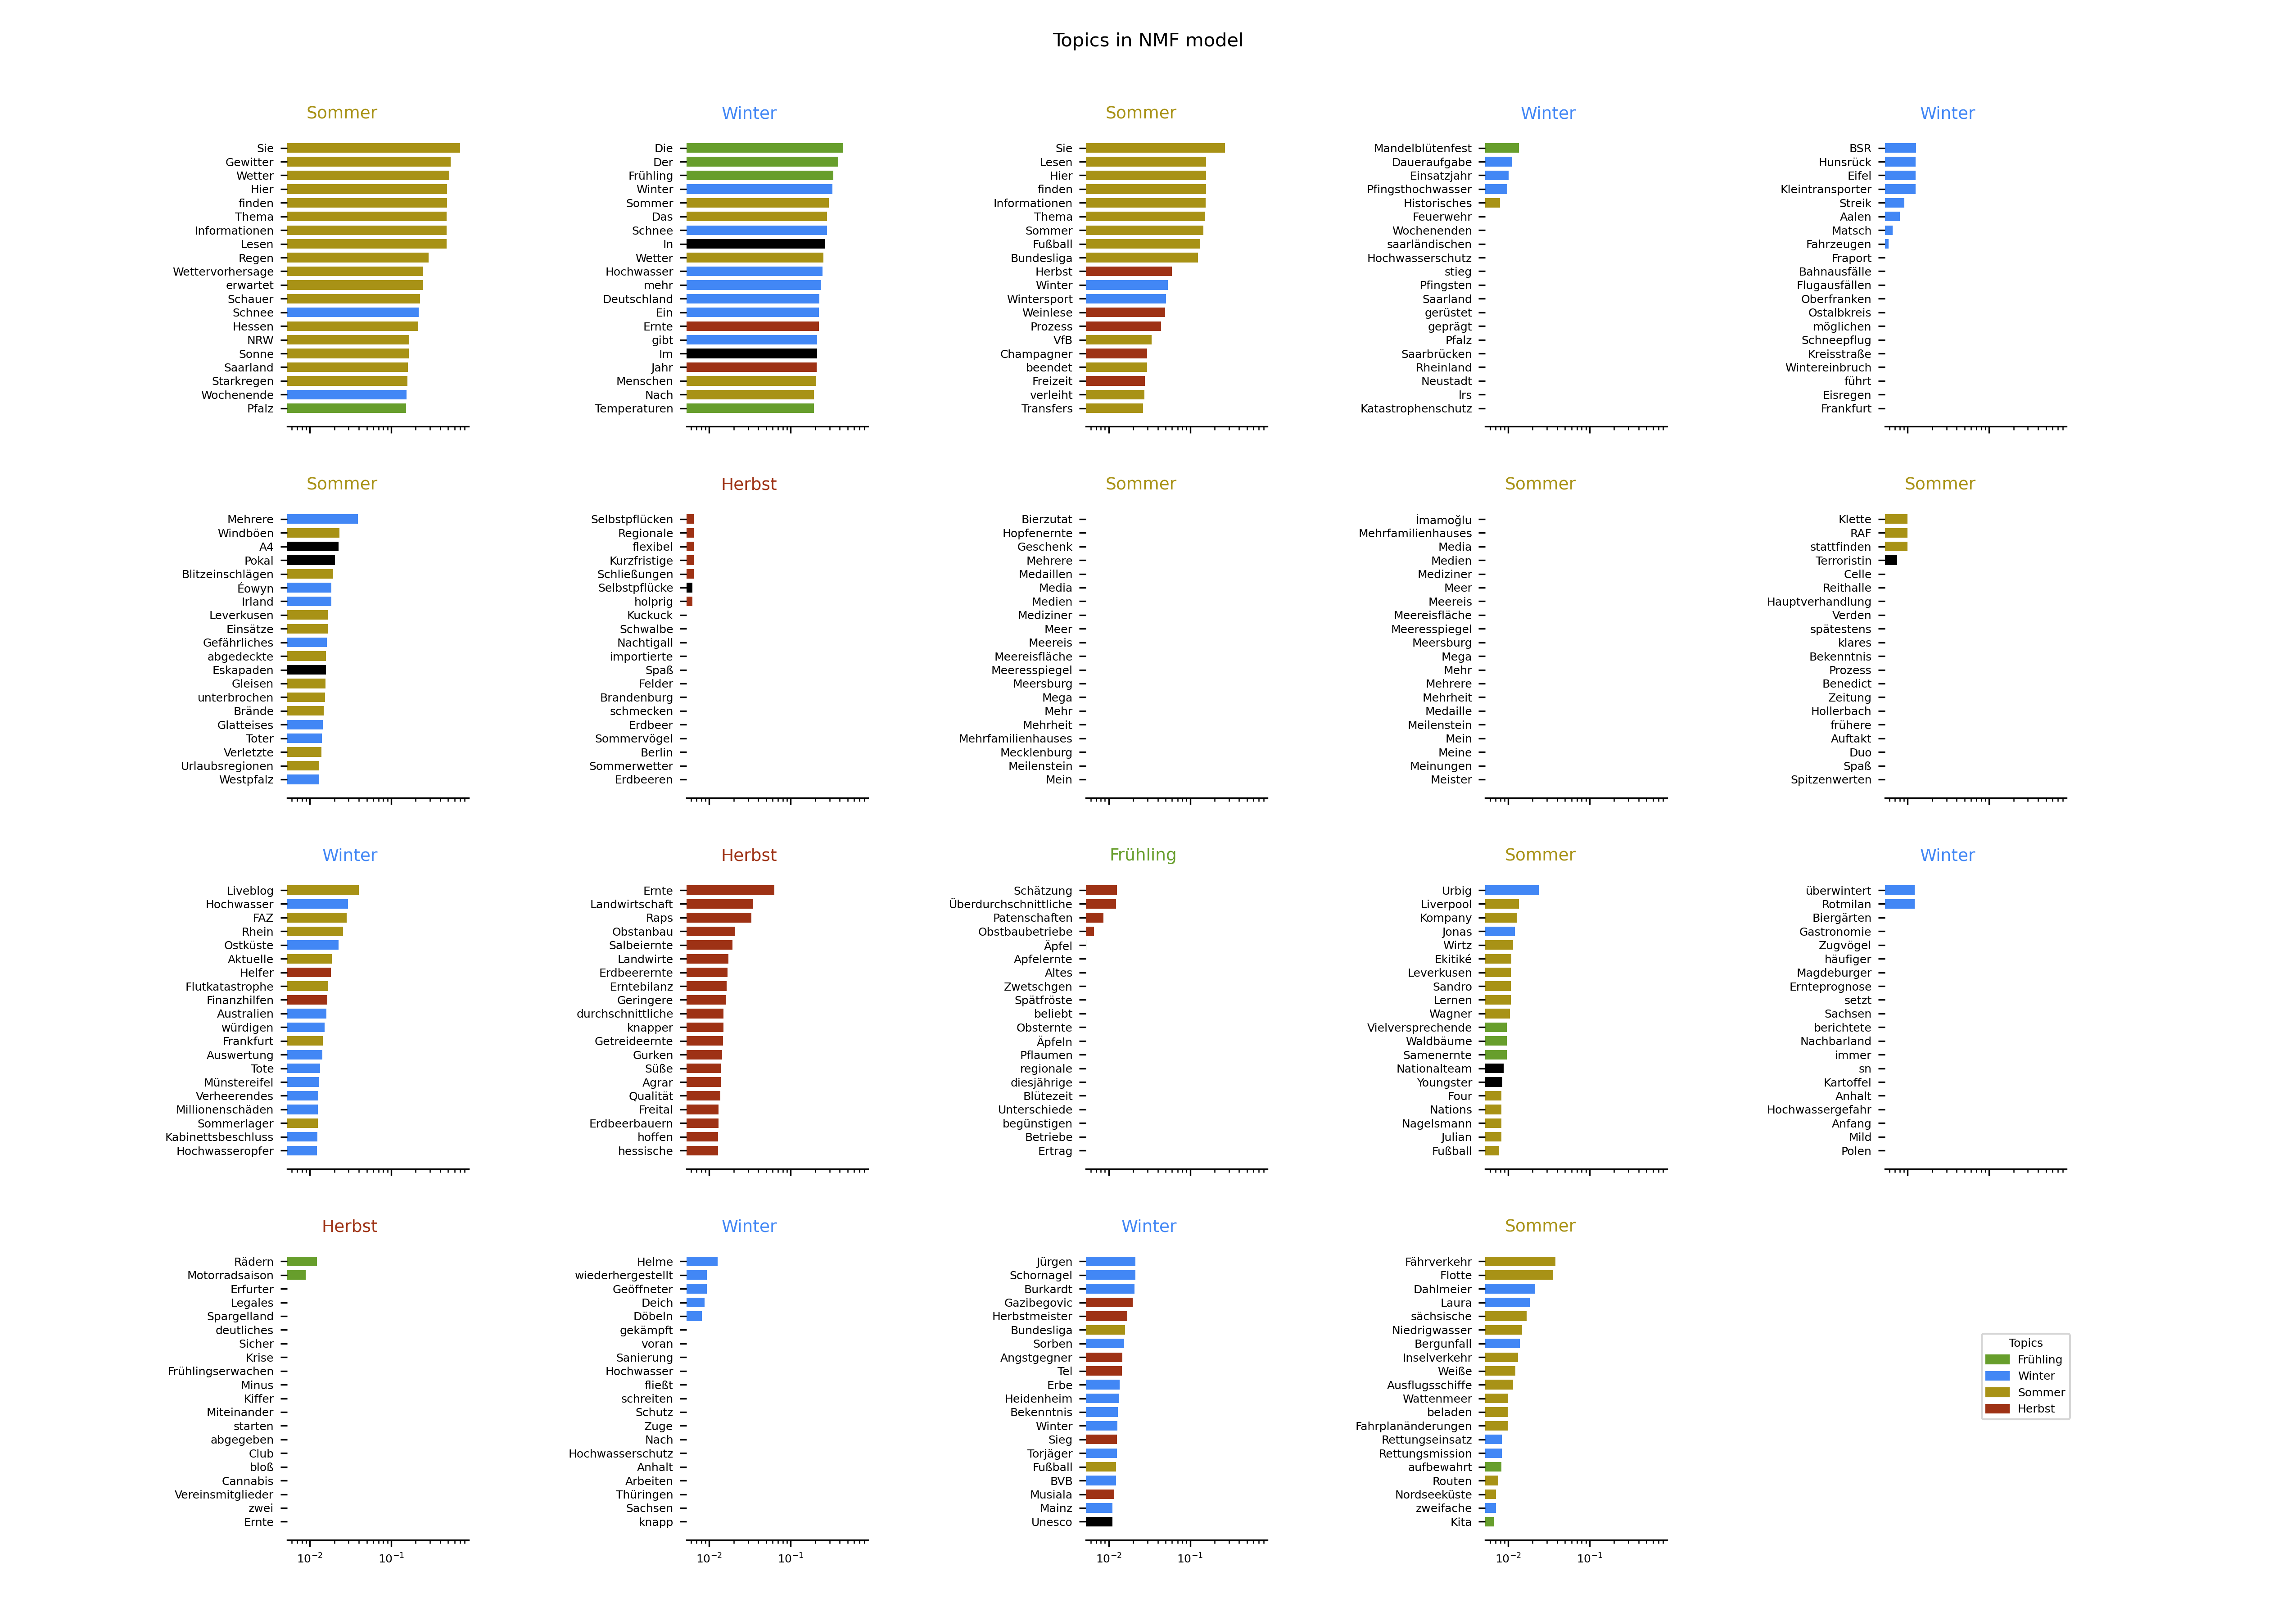 Topics in NMF model
Sommer
Sie
Gewitter
Wetter
Hier
finden
Thema
Informationen
Lesen
Regen
Wettervorhersage
erwartet
Schauer
Schnee
Hessen
NRW
Sonne
Saarland
Starkregen
Wochenende
Pfalz
Winter
Die
Der
Frühling
Winter
Sommer
Das
Schnee
In
Wetter
Hochwasser
mehr
Deutschland
Ein
Ernte
gibt
Im
Jahr
Menschen
Nach
Temperaturen
Sommer
Sie
Lesen
Hier
finden
Informationen
Thema
Sommer
Fußball
Bundesliga
Herbst
Winter
Wintersport
Weinlese
Prozess
VfB
Champagner
beendet
Freizeit
verleiht
Transfers
Winter
Mandelblütenfest
Daueraufgabe
Einsatzjahr
Pfingsthochwasser
Historisches
Feuerwehr
Wochenenden
saarländischen
Hochwasserschutz
stieg
Pfingsten
Saarland
gerüstet
geprägt
Pfalz
Saarbrücken
Rheinland
Neustadt
Irs
Katastrophenschutz
Winter
BSR
Hunsrück
Eifel
Kleintransporter
Streik
Aalen
Matsch
Fahrzeugen
Fraport
Bahnausfälle
Flugausfällen
Oberfranken
Ostalbkreis
möglichen
Schneepflug
Kreisstraße
Wintereinbruch
führt
Eisregen
Frankfurt
Sommer
Mehrere
Windböen
A4
Pokal
Blitzeinschlägen
Éowyn
Irland
Leverkusen
Einsätze
Gefährliches
abgedeckte
Eskapaden
Gleisen
unterbrochen
Brände
Glatteises
Toter
Verletzte
Urlaubsregionen
Westpfalz
Herbst
Selbstpflücken
Regionale
flexibel
Kurzfristige
Schließungen
Selbstpflücke
holprig
Kuckuck
Schwalbe
Nachtigall
importierte
Spaß
Felder
Brandenburg
schmecken
Erdbeer
Sommervögel
Berlin
Sommerwetter
Erdbeeren
Sommer
Bierzutat
Hopfenernte
Geschenk
Mehrere
Medaillen
Media
Medien
Mediziner
Meer
Meereis
Meereisfläche
Meeresspiegel
Meersburg
Mega
Mehr
Mehrheit
Mehrfamilienhauses
Mecklenburg
Meilenstein
Mein
Sommer
İmamoğlu
Mehrfamilienhauses
Media
Medien
Mediziner
Meer
Meereis
Meereisfläche
Meeresspiegel
Meersburg
Mega
Mehr
Mehrere
Mehrheit
Medaille
Meilenstein
Mein
Meine
Meinungen
Meister
Sommer
Klette
RAF
stattfinden
Terroristin
Celle
Reithalle
Hauptverhandlung
Verden
spätestens
klares
Bekenntnis
Prozess
Benedict
Zeitung
Hollerbach
frühere
Auftakt
Duo
Spaß
Spitzenwerten
Winter
Liveblog
Hochwasser
FAZ
Rhein
Ostküste
Aktuelle
Helfer
Flutkatastrophe
Finanzhilfen
Australien
würdigen
Frankfurt
Auswertung
Tote
Münstereifel
Verheerendes
Millionenschäden
Sommerlager
Kabinettsbeschluss
Hochwasseropfer
Herbst
Ernte
Landwirtschaft
Raps
Obstanbau
Salbeiernte
Landwirte
Erdbeerernte
Erntebilanz
Geringere
durchschnittliche
knapper
Getreideernte
Gurken
Süße
Agrar
Qualität
Freital
Erdbeerbauern
hoffen
hessische
Frühling
Schätzung
Überdurchschnittliche
Patenschaften
Obstbaubetriebe
Äpfel
Apfelernte
Altes
Zwetschgen
Spätfröste
beliebt
Obsternte
Äpfeln
Pflaumen
regionale
diesjährige
Blütezeit
Unterschiede
begünstigen
Betriebe
Ertrag
Sommer
Urbig
Liverpool
Kompany
Jonas
Wirtz
Ekitiké
Leverkusen
Sandro
Lernen
Wagner
Vielversprechende
Waldbäume
Samenernte
Nationalteam
Youngster
Four
Nations
Nagelsmann
Julian
Fußball
Winter
überwintert
Rotmilan
Biergärten
Gastronomie
Zugvögel
häufiger
Magdeburger
Ernteprognose
setzt
Sachsen
berichtete
Nachbarland
immer
sn
Kartoffel
Anhalt
Hochwassergefahr
Anfang
Mild
Polen
Herbst
Rädern
Motorradsaison
Erfurter
Legales
Spargelland
deutliches
Sicher
Krise
Frühlingserwachen
Minus
Kiffer
Miteinander
starten
abgegeben
Club
bloß
Cannabis
Vereinsmitglieder
zwei
Ernte
10⁻² 10⁻¹
Winter
Helme
wiederhergestellt
Geöffneter
Deich
Döbeln
gekämpft
voran
Sanierung
Hochwasser
fließt
schreiten
Schutz
Zuge
Nach
Hochwasserschutz
Anhalt
Arbeiten
Thüringen
Sachsen
knapp
10⁻² 10⁻¹
Winter
Jürgen
Schornagel
Burkardt
Gazibegovic
Herbstmeister
Bundesliga
Sorben
Angstgegner
Tel
Erbe
Heidenheim
Bekenntnis
Winter
Sieg
Torjäger
Fußball
BVB
Musiala
Mainz
Unesco
10⁻² 10⁻¹
Sommer
Fährverkehr
Flotte
Dahlmeier
Laura
sächsische
Niedrigwasser
Bergunfall
Inselverkehr
Weiße
Ausflugsschiffe
Wattenmeer
beladen
Fahrplanänderungen
Rettungseinsatz
Rettungsmission
aufbewahrt
Routen
Nordseeküste
zweifache
Kita
10⁻² 10⁻¹
Topics
Frühling
Winter
Sommer
Herbst